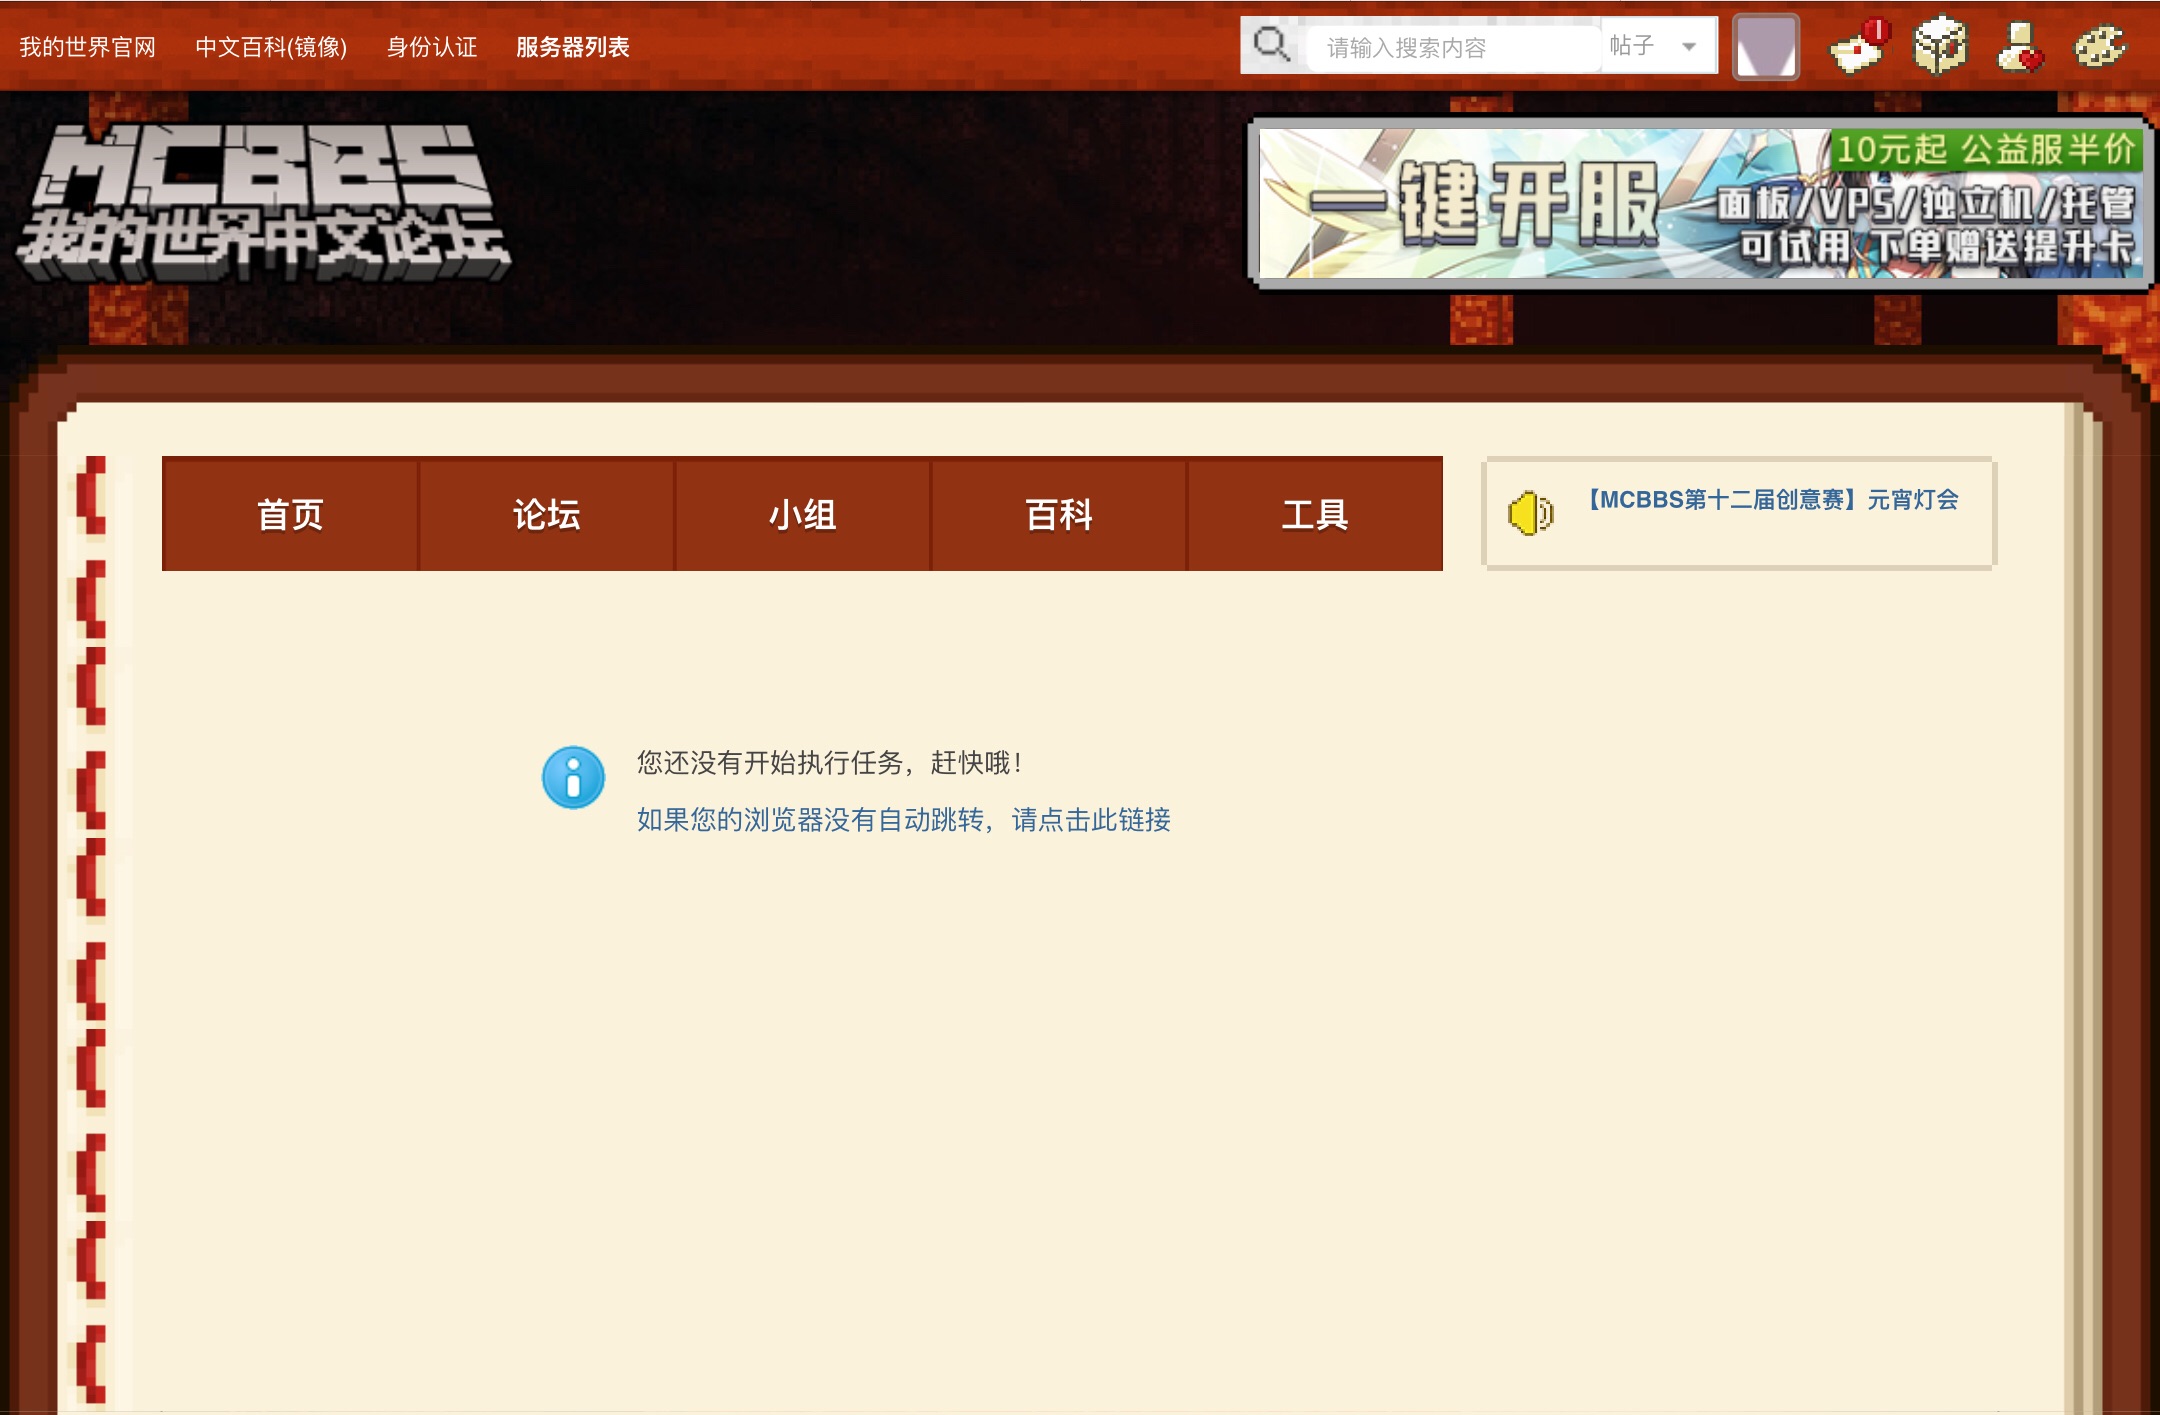 我的世界官网 中文百科(镜像) 身份认证 服务器列表
请输入搜索内容 帖子
MCBBS
我的世界中文论坛
10元起 公益服半价
一键开服
面板/VPS/独立机/托管
可试用 下单赠送提升卡
首页 论坛 小组 百科 工具
【MCBBS第十二届创意赛】元宵灯会
您还没有开始执行任务，赶快哦！
如果您的浏览器没有自动跳转，请点击此链接